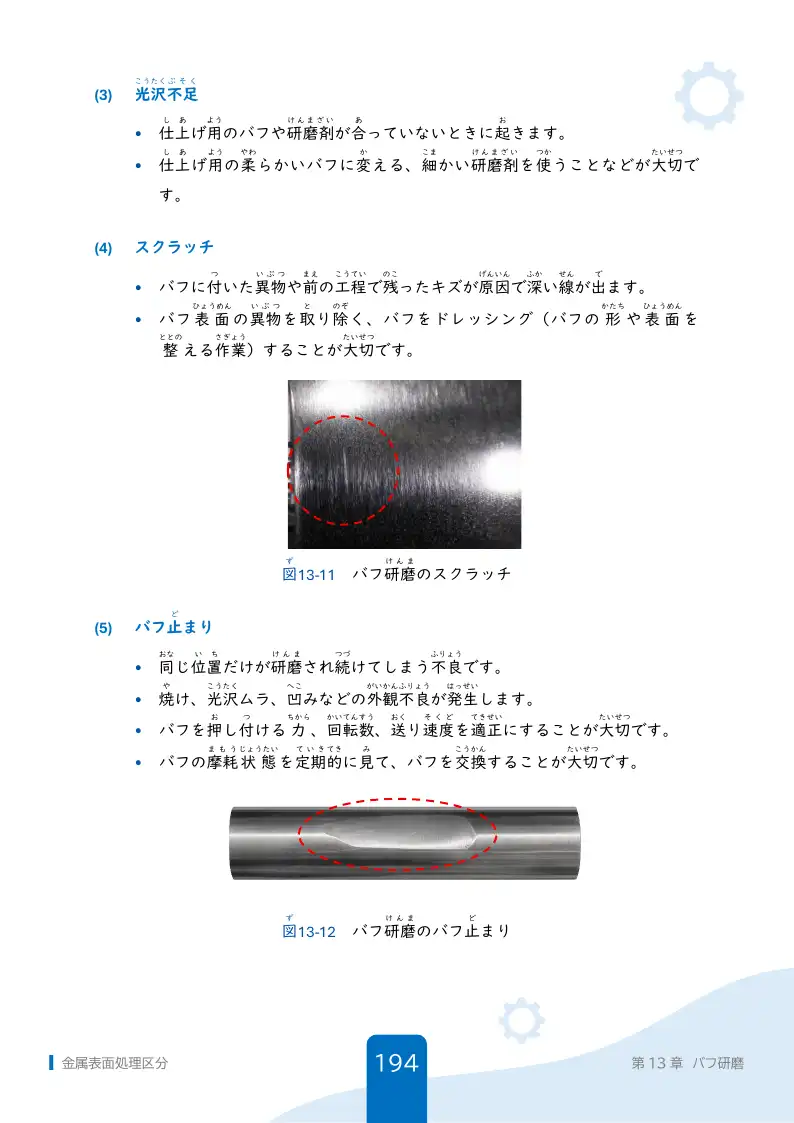 (3) 光沢不足
• 仕上げ用のバフや研磨剤が合っていないときに起きます。
• 仕上げ用の柔らかいバフに変える、細かい研磨剤を使うことなどが大切で
す。
(4) スクラッチ
• バフに付いた異物や前の工程で残ったキズが原因で深い線が出ます。
• バフ表面の異物を取り除く、バフをドレッシング（バフの形や表面を
整える作業）することが大切です。
図13-11 バフ研磨のスクラッチ
(5) バフ止まり
• 同じ位置だけが研磨され続けてしまう不良です。
• 焼け、光沢ムラ、凹みなどの外観不良が発生します。
• バフを押し付ける力、回転数、送り速度を適正にすることが大切です。
• バフの摩耗状態を定期的に見て、バフを交換することが大切です。
図13-12 バフ研磨のバフ止まり
金属表面処理区分
194
第 13 章 バフ研磨